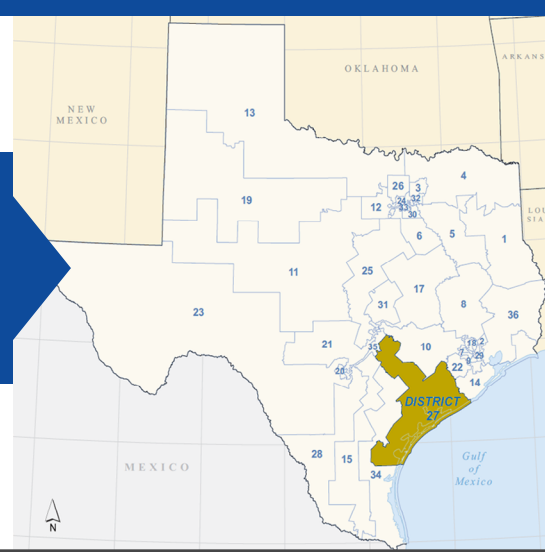 ARKANS
OKLAHOMA
NEW
MEXICO
13
4
26
3
32
24
33
30
12
19
LOU
SIA
6
5
1
11
25
17
8
31
23
36
21
35
10
18
2
7
29
9
20
22
14
DISTRICT
27
28
15
Gulf
of
Mexico
MEXICO
34
N